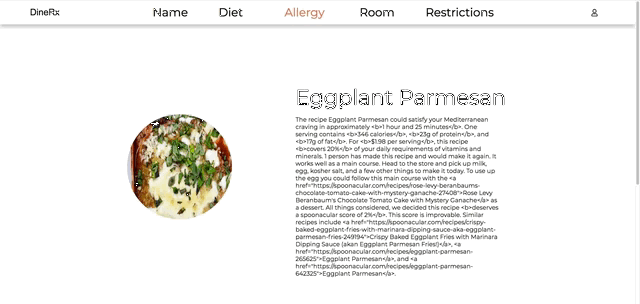 DineRx
Name
Diet
Allergy
Room
Restrictions
Eggplant Parmesan
The recipe Eggplant Parmesan could satisfy your Mediterranean
craving in approximately <b>1 hour and 25 minutes</b>. One
serving contains <b>346 calories</b>, <b>23g of protein</b>, and
<b>17g of fat</b>. For <b>$1.98 per serving</b>, this recipe
<b>covers 20%</b> of your daily requirements of vitamins and
minerals. 1 person has made this recipe and would make it again. It
works well as a main course. Head to the store and pick up milk,
egg, kosher salt, and a few other things to make it today. To use up
the egg you could follow this main course with the <a
href="https://spoonacular.com/recipes/rose-levy-beranbaums-
chocolate-tomato-cake-with-mystery-ganache-27408">Rose Levy
Beranbaum's Chocolate Tomato Cake with Mystery Ganache</a> as
a dessert. All things considered, we decided this recipe <b>deserves
a spoonacular score of 2%</b>. This score is improvable. Similar
recipes include <a href="https://spoonacular.com/recipes/crispy-
baked-eggplant-fries-with-marinara-dipping-sauce-aka-eggplant-
parmesan-fries-249194">Crispy Baked Eggplant Fries with Marinara
Dipping Sauce (akan Eggplant Parmesan Fries!)</a>, <a
href="https://spoonacular.com/recipes/eggplant-parmesan-
265625">Eggplant Parmesan</a>, and <a
href="https://spoonacular.com/recipes/eggplant-parmesan-
642325">Eggplant Parmesan</a>.